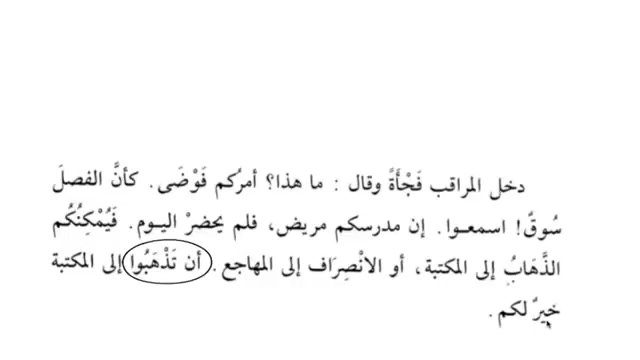 دخل المراقب فَجْأَةً وقال : ما هذا؟ أمرُكم فَوْضَى. كأنَّ الفصلَ
سُوقٌ! اسمعوا. إن مدرسكم مريض، فلم يحضرْ اليوم. فَيُمْكِنُكُم
الذَّهَابُ إلى المكتبة، أو الانْصِرَاف إلى المهاجع. أن تَذْهَبُوا إلى المكتبة
خيرٌ لكم.